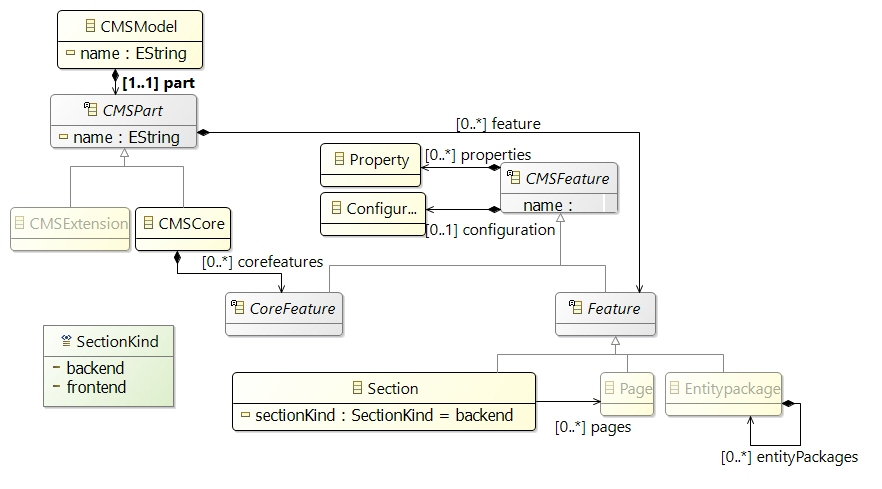 CMSModel
name : EString
[1..1] part
CMSPart
name : EString
[0..*] feature
Property
[0..*] properties
CMSFeature
name :
Configur...
[0..1] configuration
CMSExtension
CMSCore
[0..*] corefeatures
CoreFeature
Feature
SectionKind
backend
frontend
Section
sectionKind : SectionKind = backend
Page
Entitypackage
[0..*] pages
[0..*] entityPackages